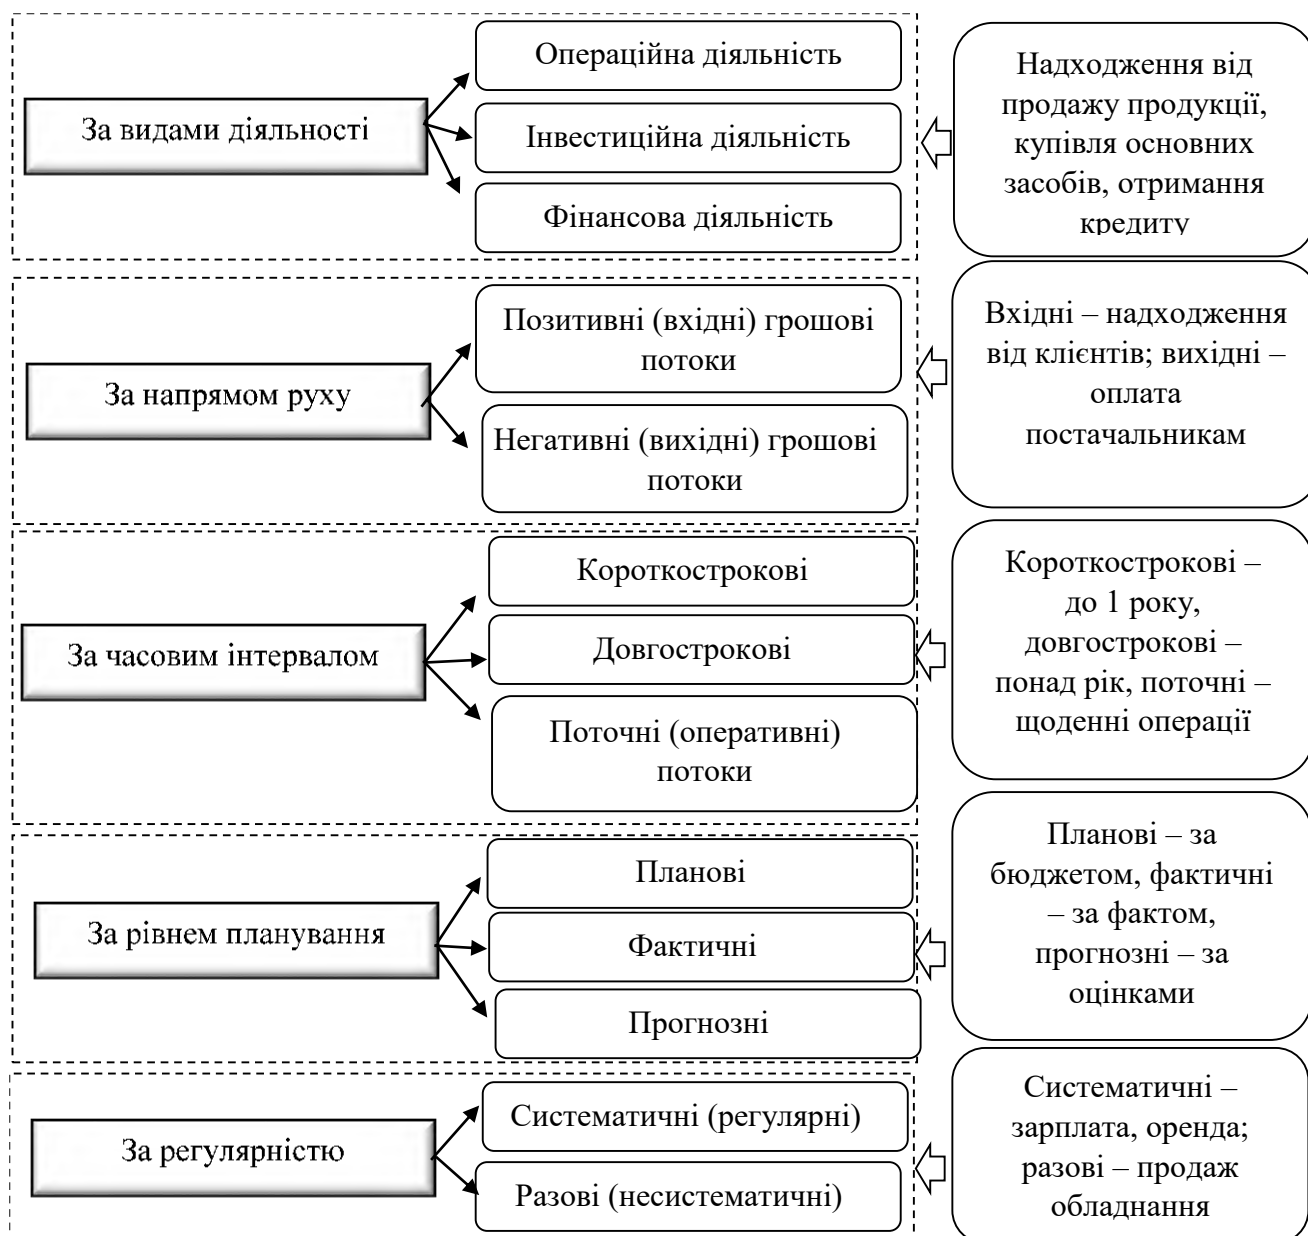 За видами діяльності
Операційна діяльність
Інвестиційна діяльність
Фінансова діяльність
Надходження від
продажу продукції,
купівля основних
засобів, отримання
кредиту
За напрямом руху
Позитивні (вхідні) грошові
потоки
Негативні (вихідні) грошові
потоки
Вхідні – надходження
від клієнтів; вихідні –
оплата
постачальникам
За часовим інтервалом
Короткострокові
Довгострокові
Поточні (оперативні)
потоки
Короткострокові –
до 1 року,
довгострокові –
понад рік, поточні –
щоденні операції
За рівнем планування
Планові
Фактичні
Прогнозні
Планові – за
бюджетом, фактичні
– за фактом,
прогнозні – за
оцінками
За регулярністю
Систематичні (регулярні)
Разові (несистематичні)
Систематичні –
зарплата, оренда;
разові – продаж
обладнання